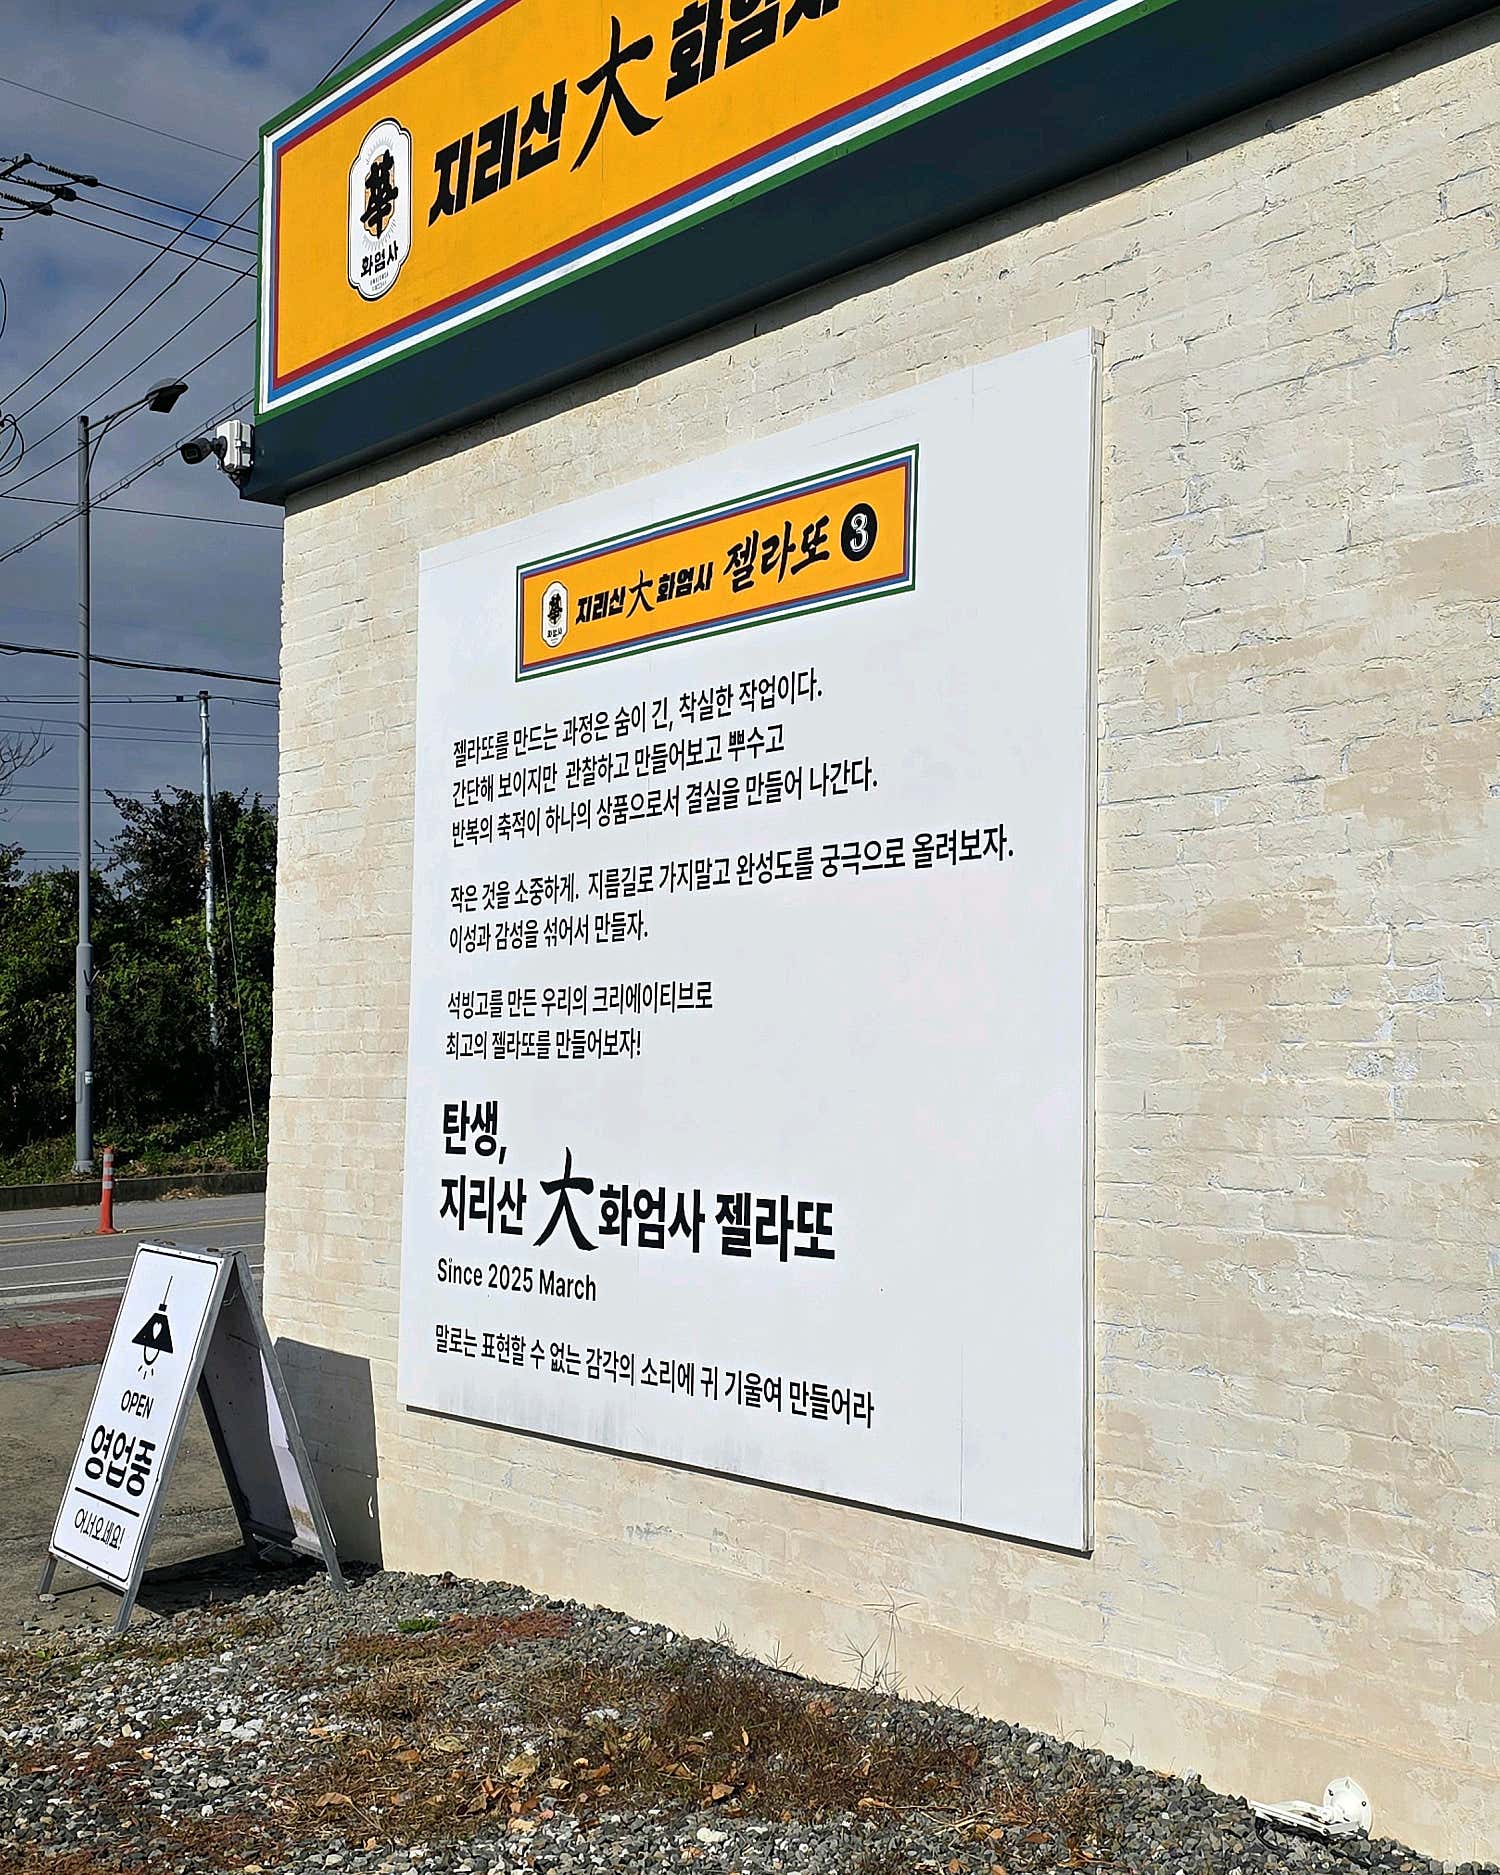 지리산 大 화엄사
華
화엄사
華
화엄사
지리산 大 화엄사 젤라또 3
젤라또를 만드는 과정은 숨이 긴, 착실한 작업이다.
간단해 보이지만 관찰하고 만들어보고 뿌수고
반복의 축적이 하나의 상품으로서 결실을 만들어 나간다.
작은 것을 소중하게. 지름길로 가지말고 완성도를 궁극으로 올려보자.
이성과 감성을 섞어서 만들자.
석빙고를 만든 우리의 크리에이티브로
최고의 젤라또를 만들어보자!
탄생,
지리산 大 화엄사 젤라또
Since 2025 March
말로는 표현할 수 없는 감각의 소리에 귀 기울여 만들어라
OPEN
영업중
어서오세요!